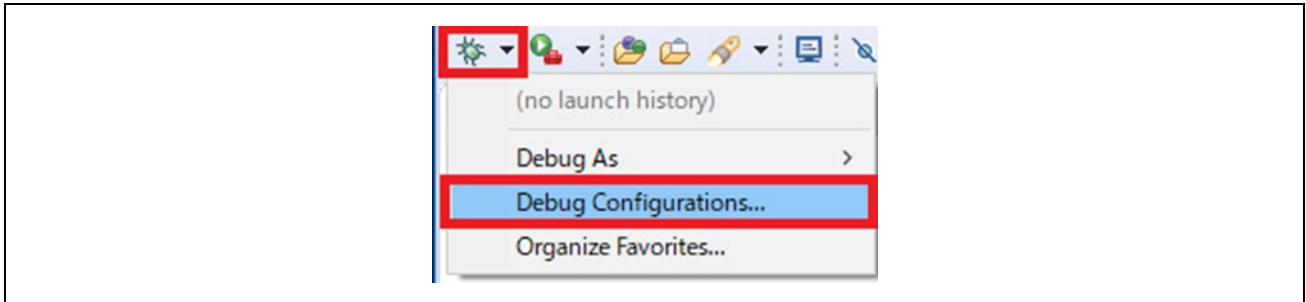 (no launch history)
Debug As
Debug Configurations...
Organize Favorites...